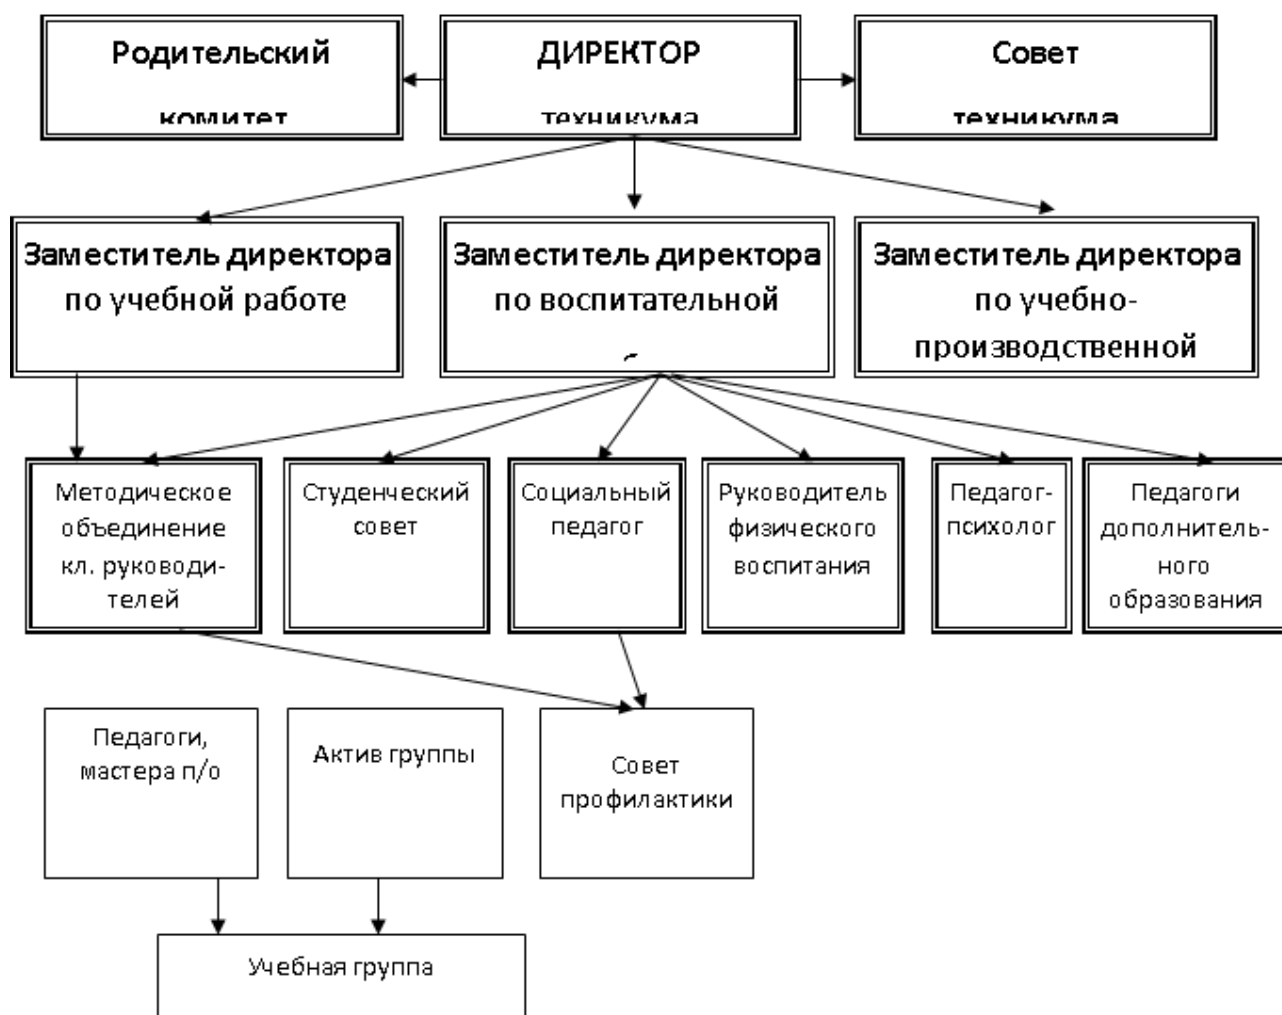 Родительский
комитет
ДИРЕКТОР
техникума
Совет
техникума
Заместитель директора
по учебной работе
Заместитель директора
по воспитательной
Заместитель директора
по учебно-
производственной
Методическое
объединение
кл. руководи-
телей
Студенческий
совет
Социальный
педагог
Руководитель
физического
воспитания
Педагог-
психолог
Педагоги
дополнитель-
ного
образования
Педагоги,
мастера п/о
Актив группы
Совет
профилактики
Учебная группа